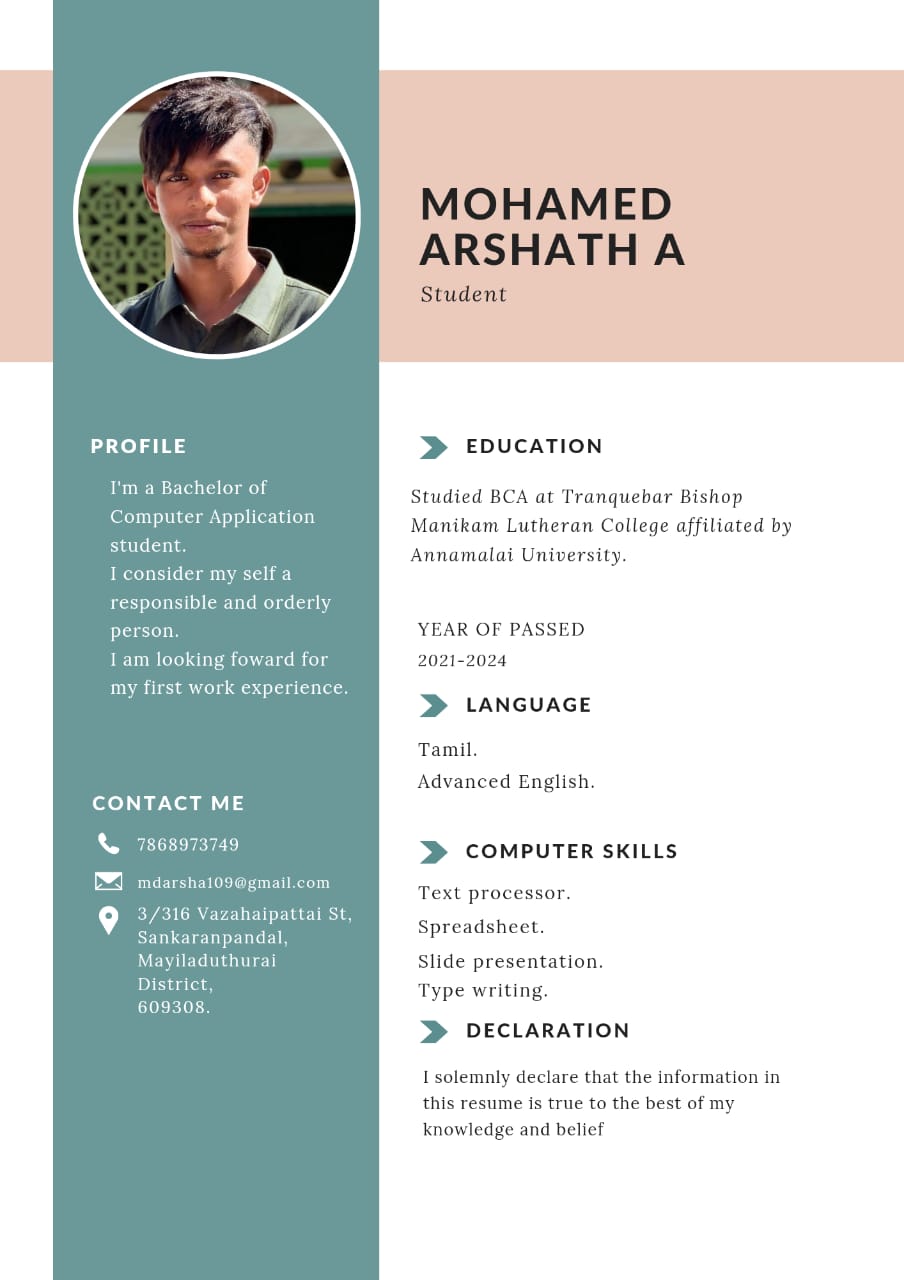 MOHAMED
ARSHATH A
Student
PROFILE
I'm a Bachelor of
Computer Application
student.
I consider my self a
responsible and orderly
person.
I am looking foward for
my first work experience.
CONTACT ME
7868973749
mdarsha109@gmail.com
3/316 Vazahaipattai St,
Sankaranpandal,
Mayiladuthurai
District,
609308.
EDUCATION
Studied BCA at Tranquebar Bishop
Manikam Lutheran College affiliated by
Annamalai University.
YEAR OF PASSED
2021-2024
LANGUAGE
Tamil.
Advanced English.
COMPUTER SKILLS
Text processor.
Spreadsheet.
Slide presentation.
Type writing.
DECLARATION
I solemnly declare that the information in
this resume is true to the best of my
knowledge and belief